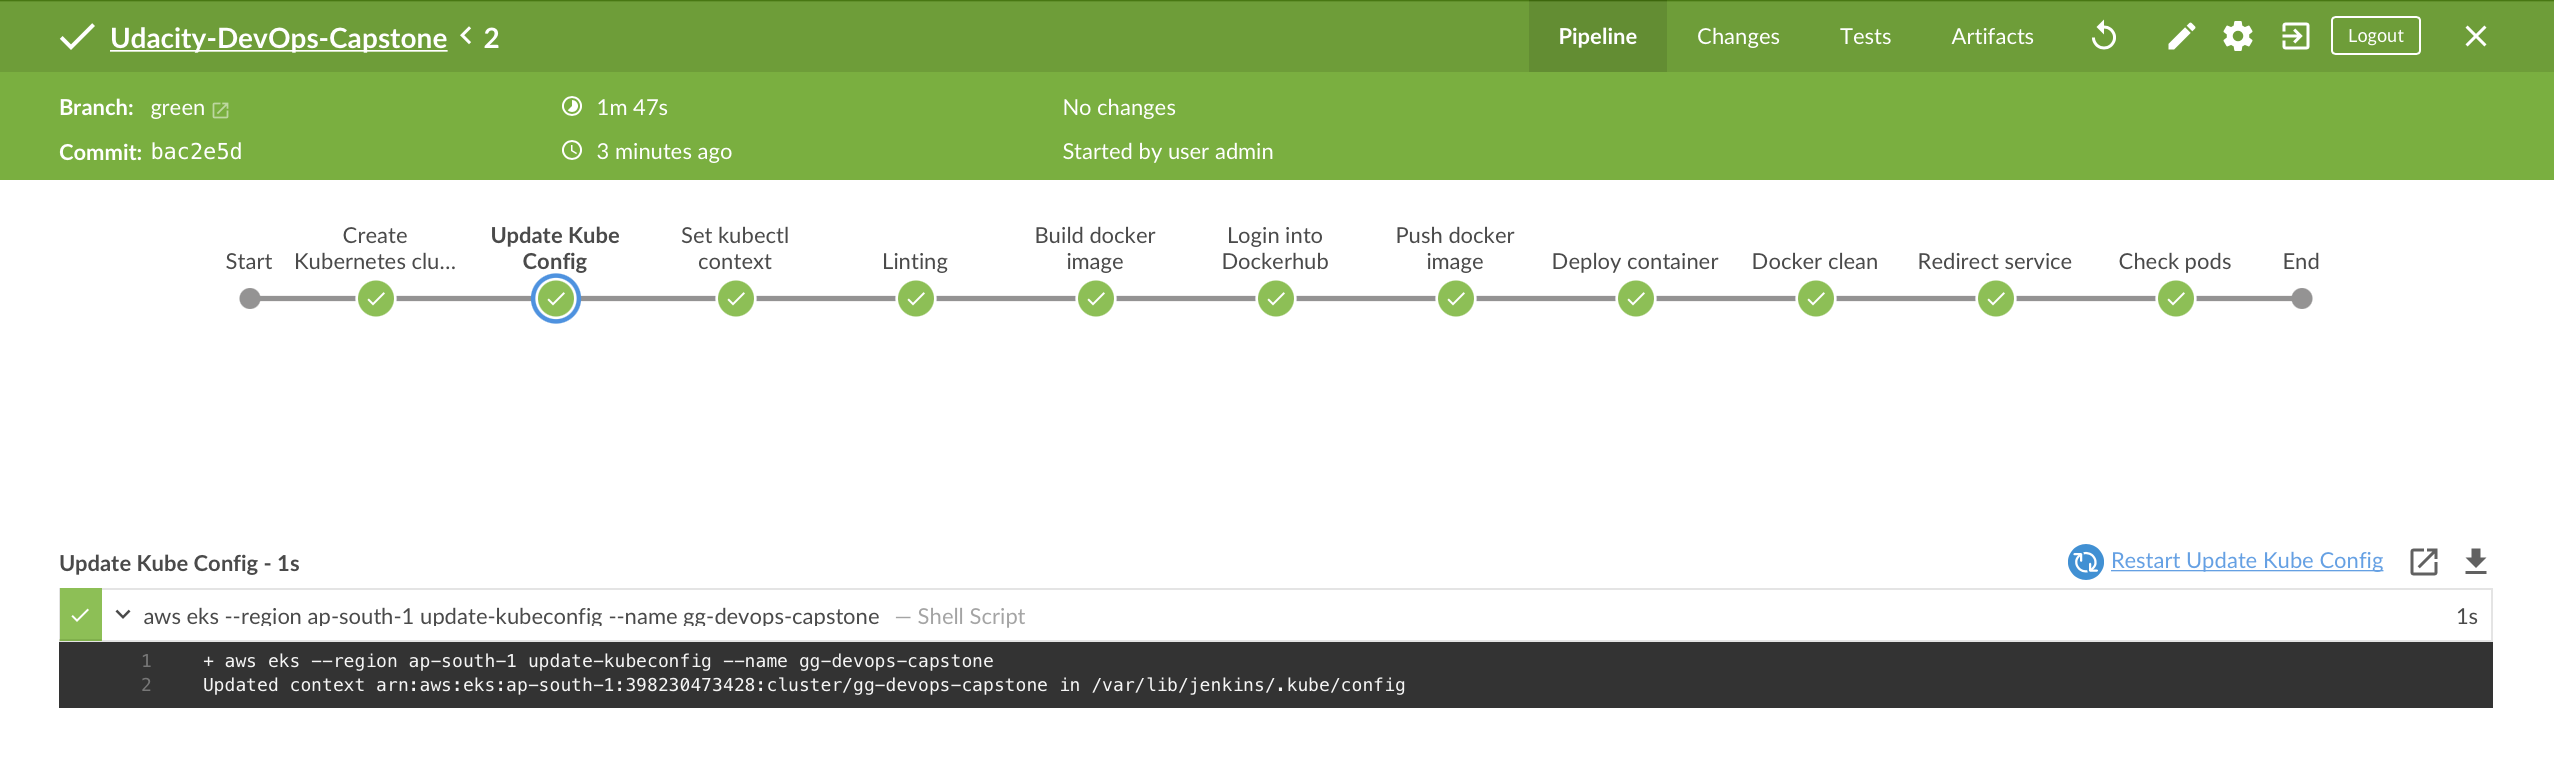 Udacity-DevOps-Capstone < 2
Pipeline
Changes
Tests
Artifacts
Logout
Branch: green
1m 47s
No changes
Commit: bac2e5d
3 minutes ago
Started by user admin
Start
Create
Kubernetes clu...
Update Kube
Config
Set kubectl
context
Linting
Build docker
image
Login into
Dockerhub
Push docker
image
Deploy container
Docker clean
Redirect service
Check pods
End
Update Kube Config - 1s
Restart Update Kube Config
aws eks --region ap-south-1 update-kubeconfig --name gg-devops-capstone — Shell Script
1s
1 + aws eks --region ap-south-1 update-kubeconfig --name gg-devops-capstone
2 Updated context arn:aws:eks:ap-south-1:398230473428:cluster/gg-devops-capstone in /var/lib/jenkins/.kube/config